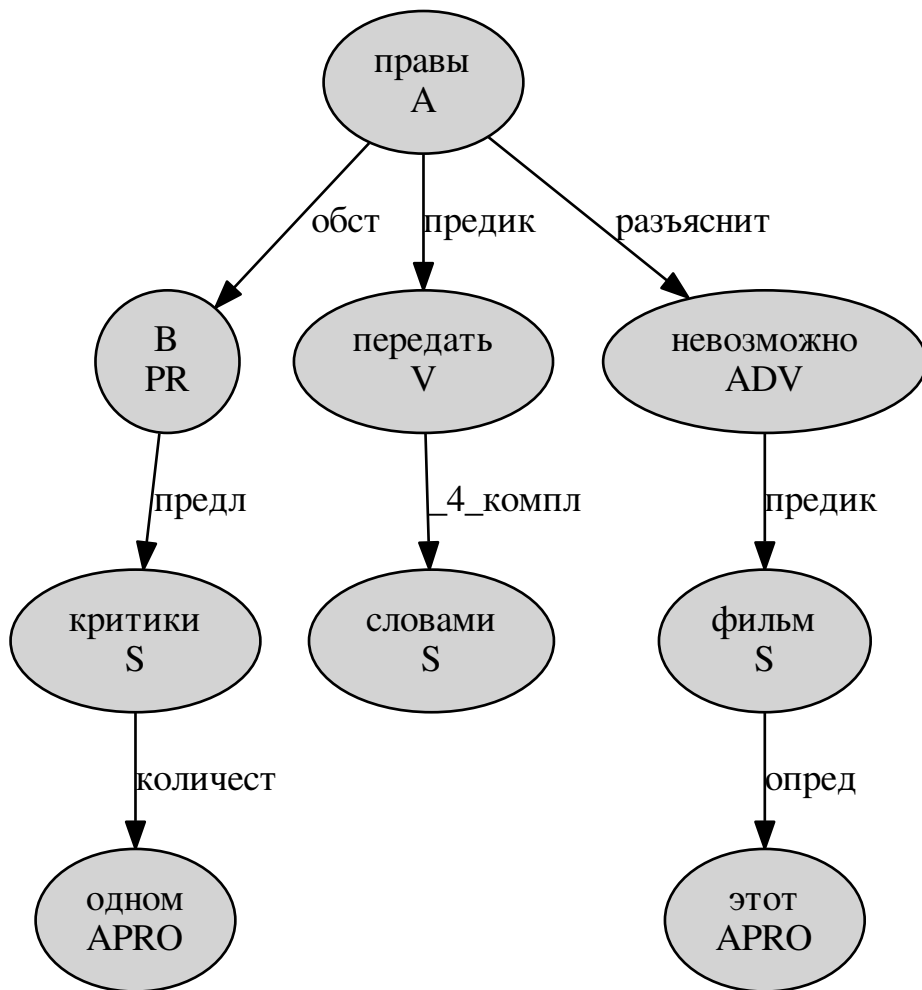 правы
A
обст
предик
разъяснит
В
PR
передать
V
невозможно
ADV
предл
_4_компл
предик
критики
S
словами
S
фильм
S
количест
опред
одном
APRO
этот
APRO